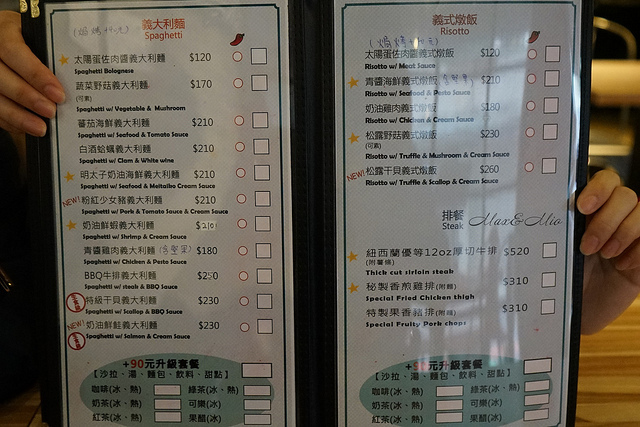 義大利麵
Spaghetti
太陽蛋佐肉醬義大利麵 $120
Spaghetti Bolognese
蔬菜野菇義大利麵 $170
(可素)
Spaghetti w/ Vegetable & Mushroom
蕃茄海鮮義大利麵 $210
Spaghetti w/ Seafood & Tomato Sauce
白酒蛤蠣義大利麵 $210
Spaghetti w/ Clam & White wine
明太子奶油海鮮義大利麵 $210
Spaghetti w/ Seafood & Meitaiko Cream Sauce
NEW! 粉紅少女豬義大利麵 $210
Spaghetti w/ Pork & Tomato Sauce & Cream Sauce
奶油鮮蝦義大利麵 $210
Spaghetti w/ Shrimp & Cream Sauce
青醬雞肉義大利麵 $180
Spaghetti w/ Chicken & Pesto Sauce
BBQ牛排義大利麵 $250
Spaghetti w/ steak & BBQ Sauce
特級干貝義大利麵 $230
Spaghetti w/ Scallop & BBQ Sauce
NEW! 奶油鮮鮭義大利麵 $230
Spaghetti w/ Salmon & Cream Sauce
+90元升級套餐
【沙拉、湯、麵包、飲料、甜點】
咖啡(冰、熱) 綠茶(冰、熱)
奶茶(冰、熱) 可樂(冰)
紅茶(冰、熱) 果醋(冰)
義式燉飯
Risotto
太陽蛋佐肉醬義式燉飯 $120
Risotto w/ Meat Sauce
青醬海鮮義式燉飯 $210
Risotto w/ Seafood & Pesto Sauce
奶油雞肉義式燉飯 $180
Risotto w/ Chicken & Cream Sauce
松露野菇義式燉飯 $230
(可素)
Risotto w/ Truffle & Mushroom & Cream Sauce
NEW! 松露干貝義式燉飯 $260
Risotto w/ Truffle & Scallop & Cream Sauce
排餐
Steak Max & Mio
紐西蘭優等12oz厚切牛排 $520
(附薯條)
Thick cut sirloin steak
秘製香煎雞排(附麵) $310
Special Fried Chicken thigh
特製果香豬排(附麵) $310
Special Fruity Pork chops
+90元升級套餐
【沙拉、湯、麵包、飲料、甜點】
咖啡(冰、熱) 綠茶(冰、熱)
奶茶(冰、熱) 可樂(冰)
紅茶(冰、熱) 果醋(冰)